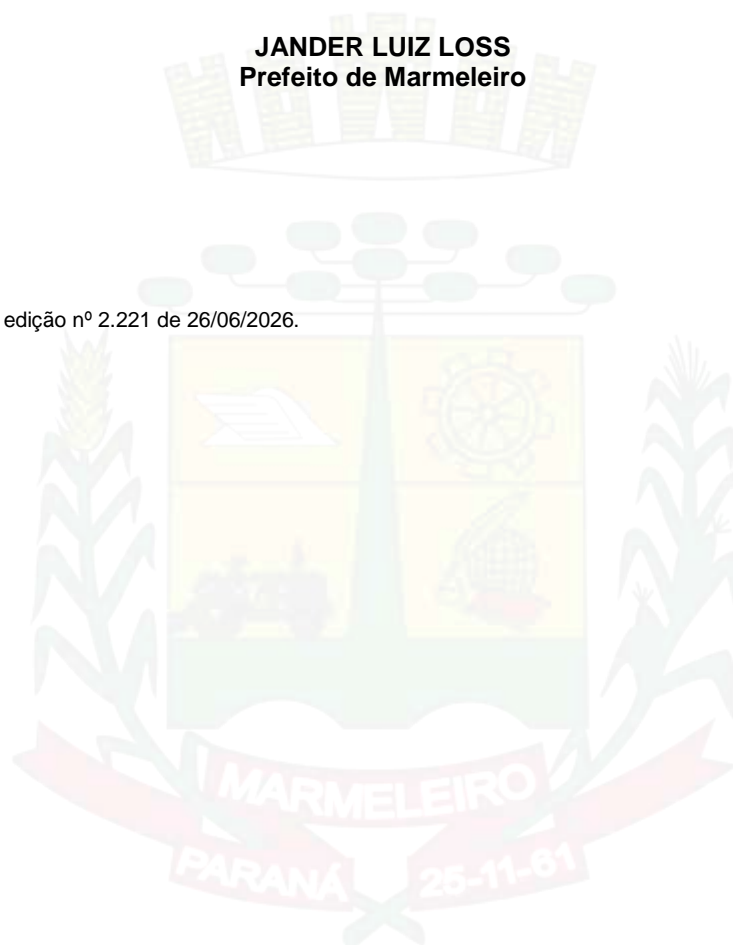 JANDER LUIZ LOSS
Prefeito de Marmeleiro
edição nº 2.221 de 26/06/2026.
MARMELEIRO
PARANÁ 25-11-61